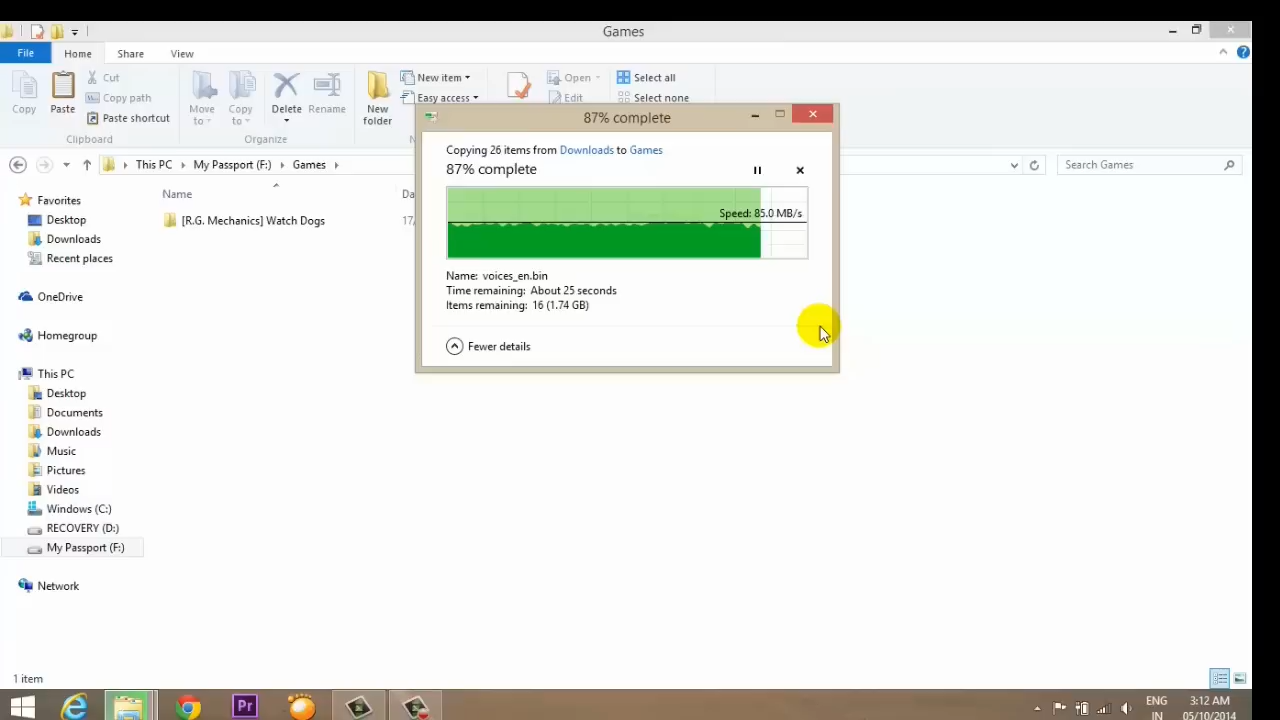 Games
File
Home
Share
View
Copy
Paste
Cut
Copy path
Paste shortcut
Clipboard
Move to
Copy to
Delete
Rename
Organize
New folder
New item
Easy access
Open
Edit
Select all
Select none
This PC
My Passport (F:)
Games
Search Games
Name
[R.G. Mechanics] Watch Dogs
17/
87% complete
Copying 26 items from Downloads to Games
87% complete
Speed: 85.0 MB/s
Name: voices_en.bin
Time remaining: About 25 seconds
Items remaining: 16 (1.74 GB)
Fewer details
Favorites
Desktop
Downloads
Recent places
OneDrive
Homegroup
This PC
Desktop
Documents
Downloads
Music
Pictures
Videos
Windows (C:)
RECOVERY (D:)
My Passport (F:)
Network
1 item
Pr
ENG
IN
3:12 AM
05/10/2014